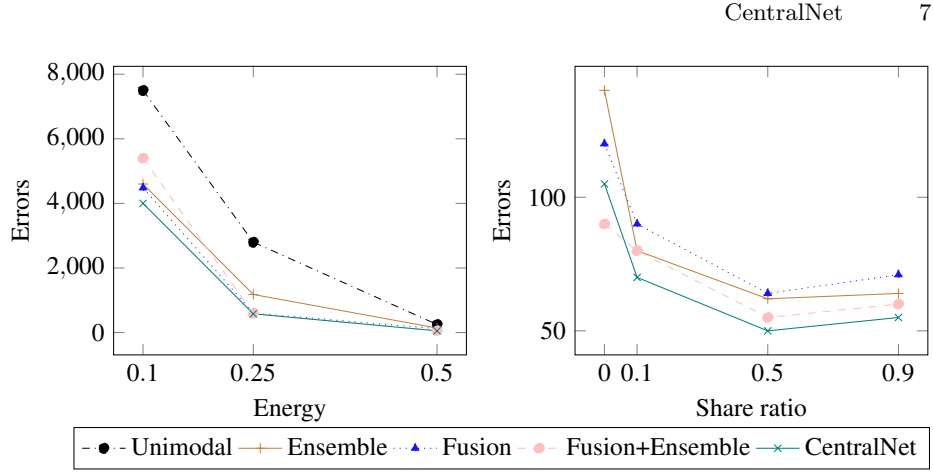 CentralNet 7
8,000
6,000
4,000
2,000
0
Errors
0.1 0.25 0.5
Energy
100
50
Errors
0 0.1 0.5 0.9
Share ratio
Unimodal Ensemble Fusion Fusion+Ensemble CentralNet